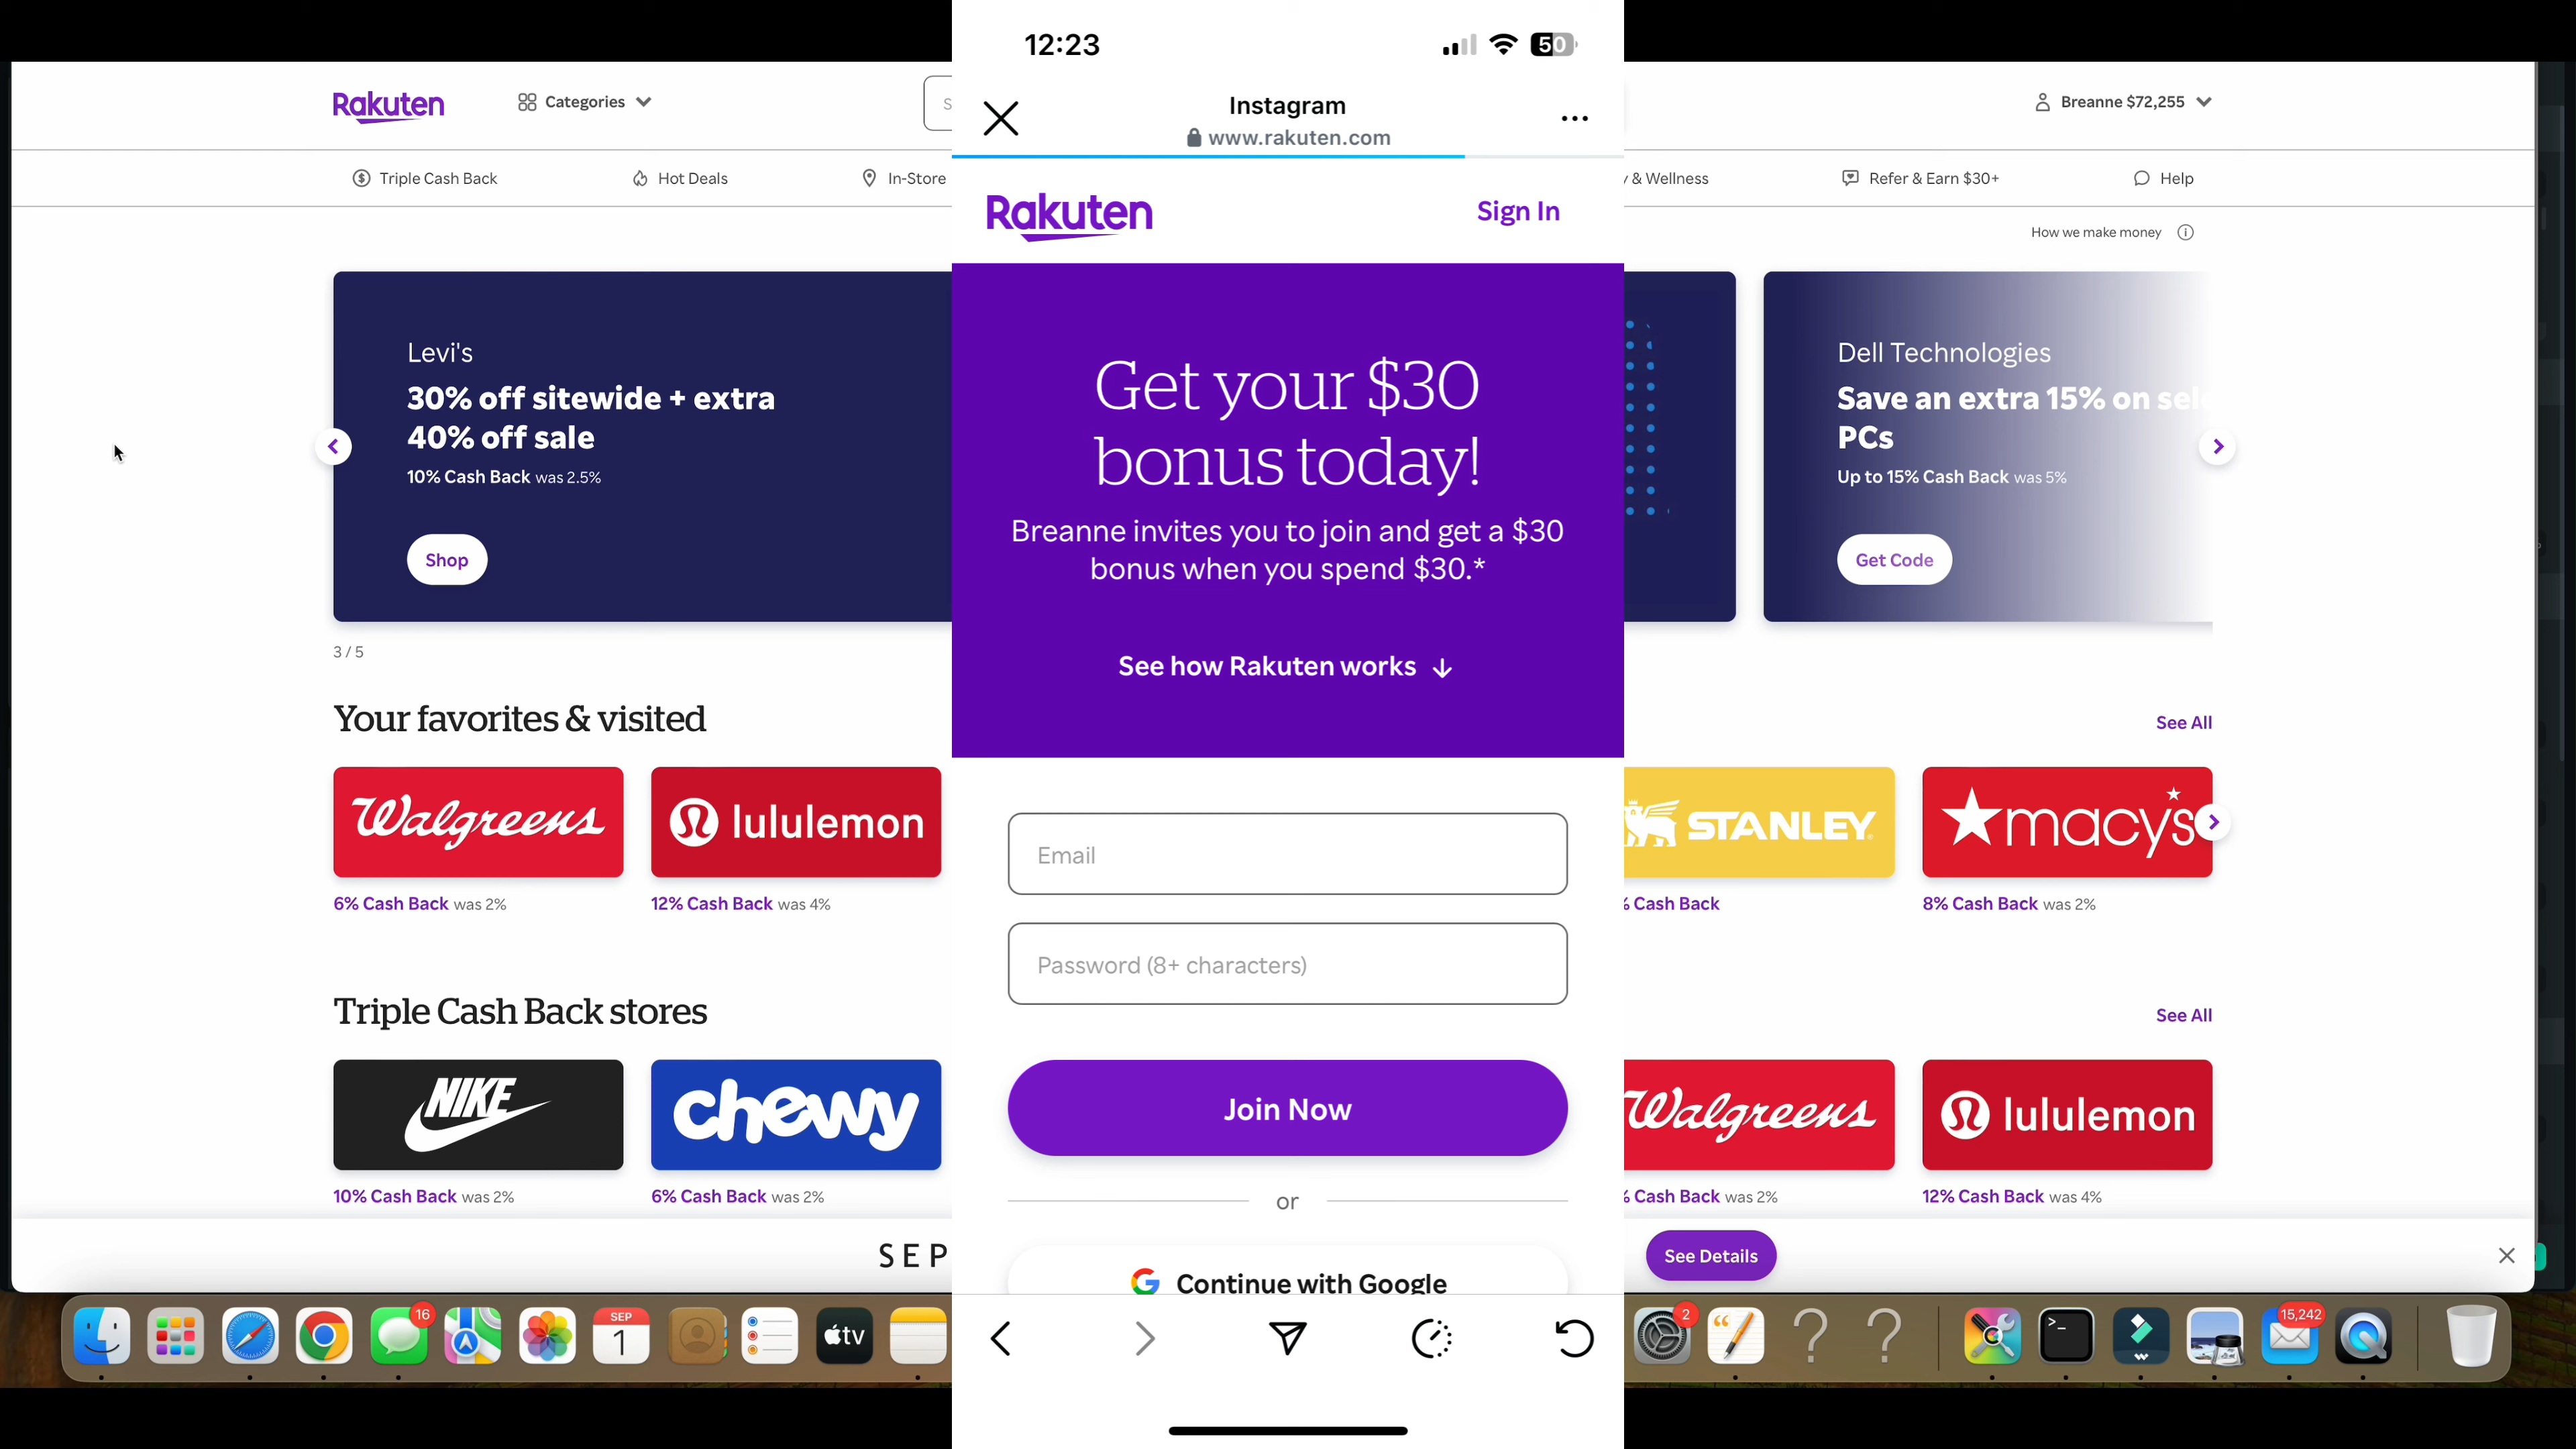 12:23
50
Instagram
www.rakuten.com
Rakuten
Sign In
Get your $30
bonus today!
Breanne invites you to join and get a $30
bonus when you spend $30.*
See how Rakuten works
Email
Password (8+ characters)
Join Now
or
Continue with Google
Rakuten
Categories
Breanne $72,255
Triple Cash Back
Hot Deals
In-Store
& Wellness
Refer & Earn $30+
Help
How we make money
Levi's
30% off sitewide + extra
40% off sale
10% Cash Back was 2.5%
Shop
3 / 5
Dell Technologies
Save an extra 15% on
PCs
Up to 15% Cash Back was 5%
Get Code
Your favorites & visited
See All
Walgreens
lululemon
STANLEY
macy's
6% Cash Back was 2%
12% Cash Back was 4%
% Cash Back
8% Cash Back was 2%
Triple Cash Back stores
See All
NIKE
chewy
Walgreens
lululemon
10% Cash Back was 2%
6% Cash Back was 2%
% Cash Back was 2%
12% Cash Back was 4%
SEP
See Details
16
SEP
1
tv
2
15,242